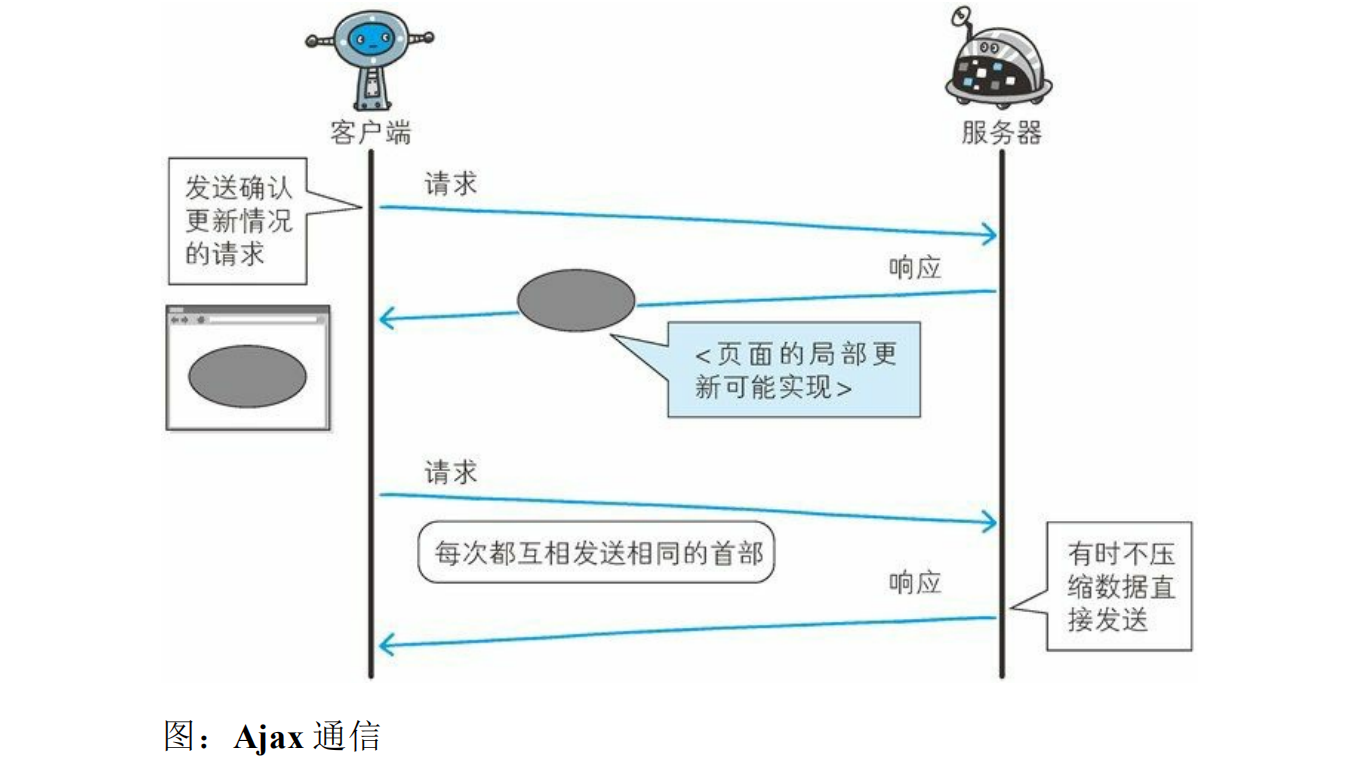 客户端
服务器
发送确认
更新情况
的请求
请求
响应
<页面的局部更
新可能实现>
请求
每次都互相发送相同的首部
响应
有时不压
缩数据直
接发送
图：Ajax 通信